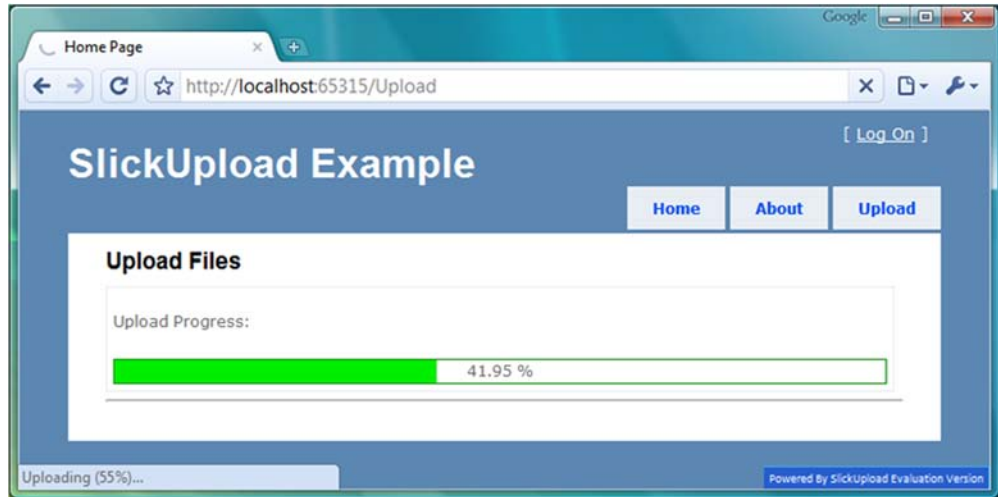 Google
Home Page
http://localhost:65315/Upload
[ Log On ]
SlickUpload Example
Home About Upload
Upload Files
Upload Progress:
41.95 %
Uploading (55%)...
Powered By SlickUpload Evaluation Version